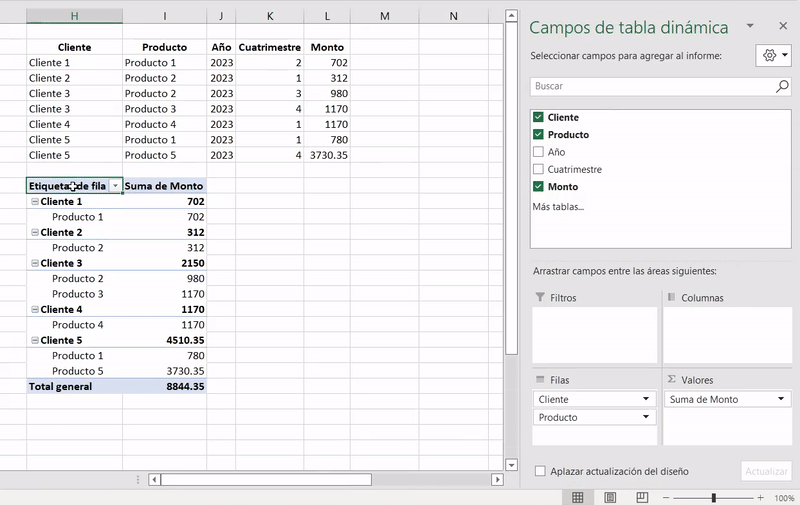 H I J K L M N
Cliente Producto Año Cuatrimestre Monto
Cliente 1 Producto 1 2023 2 702
Cliente 2 Producto 2 2023 1 312
Cliente 3 Producto 2 2023 3 980
Cliente 3 Producto 3 2023 4 1170
Cliente 4 Producto 4 2023 1 1170
Cliente 5 Producto 1 2023 1 780
Cliente 5 Producto 5 2023 4 3730.35
Etiquetas de fila Suma de Monto
Cliente 1 702
Producto 1 702
Cliente 2 312
Producto 2 312
Cliente 3 2150
Producto 2 980
Producto 3 1170
Cliente 4 1170
Producto 4 1170
Cliente 5 4510.35
Producto 1 780
Producto 5 3730.35
Total general 8844.35
Campos de tabla dinámica
Seleccionar campos para agregar al informe:
Buscar
Cliente
Producto
Año
Cuatrimestre
Monto
Más tablas...
Arrastrar campos entre las áreas siguientes:
Filtros
Columnas
Filas
Cliente
Producto
Σ Valores
Suma de Monto
Aplazar actualización del diseño
Actualizar
100%